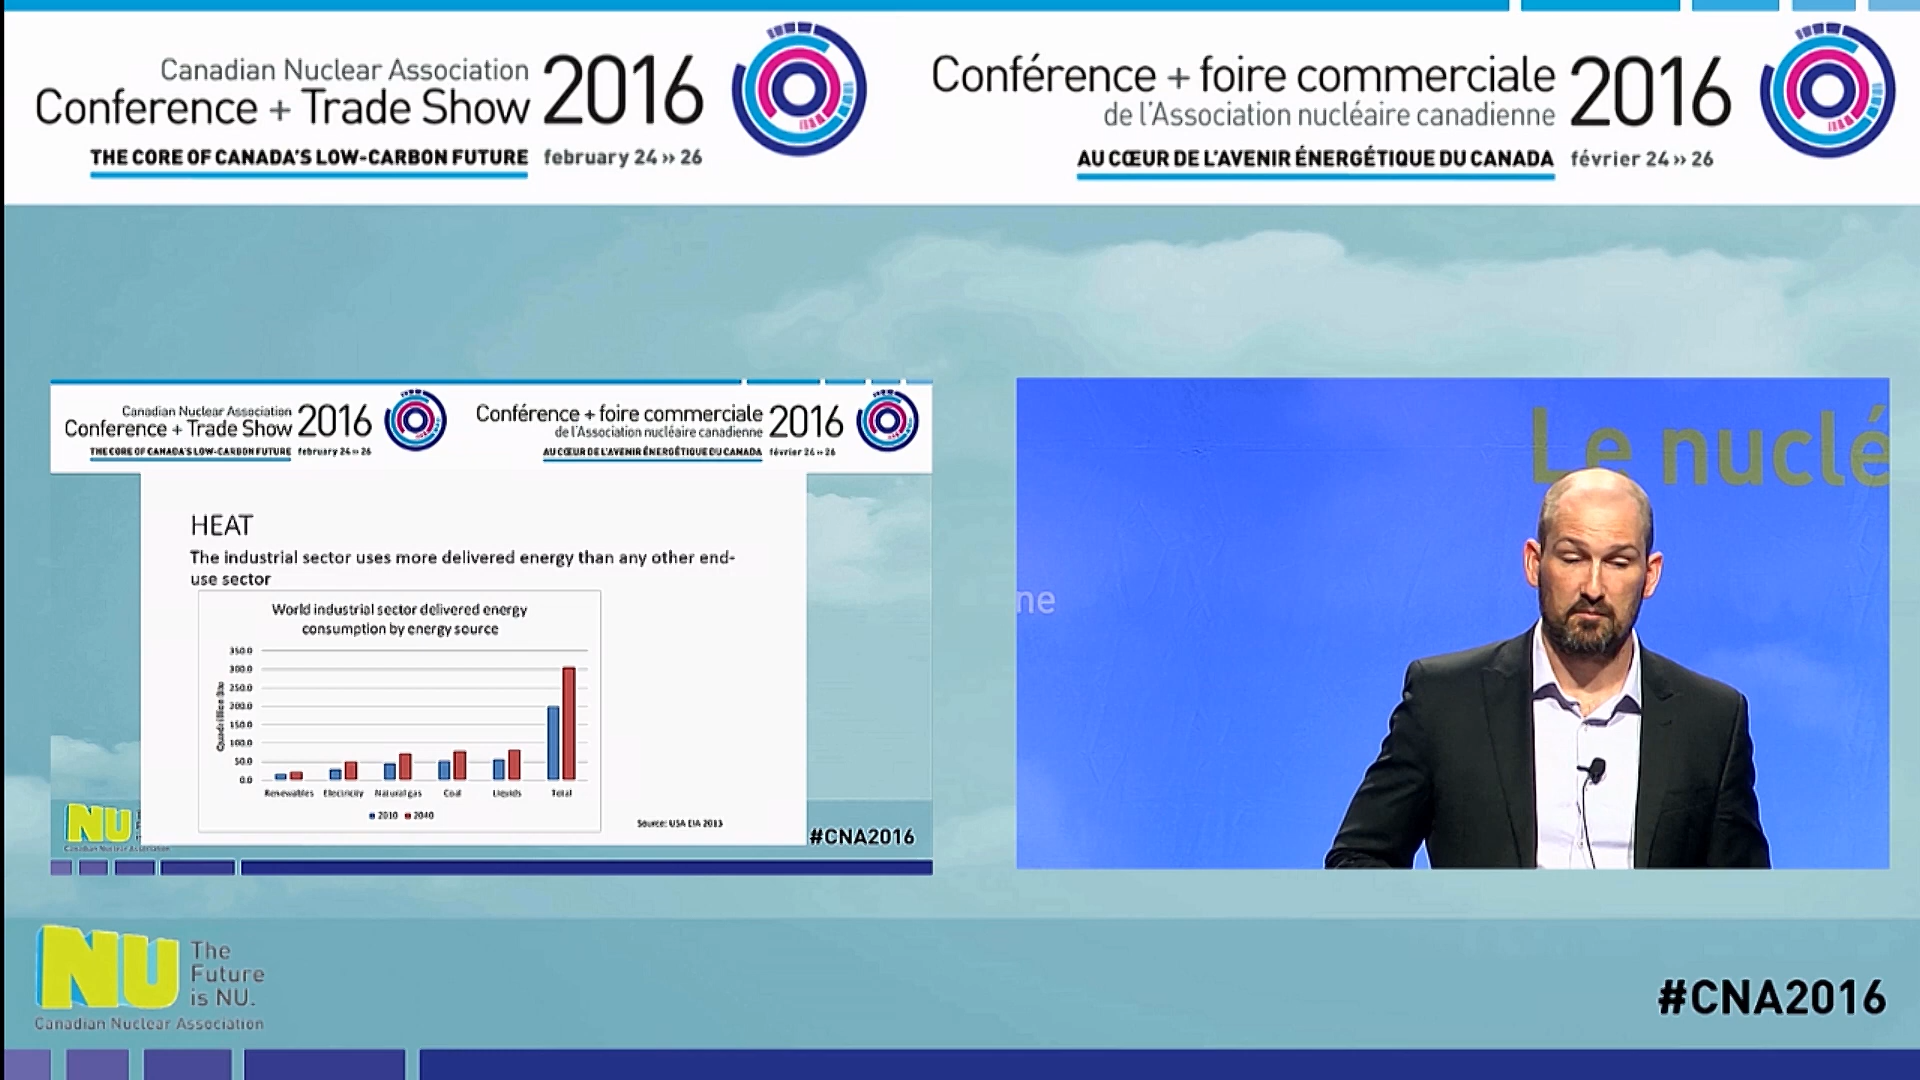 Canadian Nuclear Association
Conference + Trade Show 2016
THE CORE OF CANADA'S LOW-CARBON FUTURE february 24 ›› 26
Conférence + foire commerciale 2016
de l'Association nucléaire canadienne
AU CŒUR DE L'AVENIR ÉNERGÉTIQUE DU CANADA février 24 ›› 26
Canadian Nuclear Association
Conference + Trade Show 2016
THE CORE OF CANADA'S LOW-CARBON FUTURE february 24 ›› 26
Conférence + foire commerciale 2016
de l'Association nucléaire canadienne
AU CŒUR DE L'AVENIR ÉNERGÉTIQUE DU CANADA février 24 ›› 26
HEAT
The industrial sector uses more delivered energy than any other end-
use sector
World industrial sector delivered energy
consumption by energy source
350.0
300.0
250.0
200.0
150.0
100.0
50.0
0.0
Renewables Electricity Natural gas Coal Liquids Total
2010 2040
Source: USA EIA 2013
NU
Canadian Nuclear Association
#CNA2016
Le nuclé
ne
NU The
Future
is NU.
Canadian Nuclear Association
#CNA2016